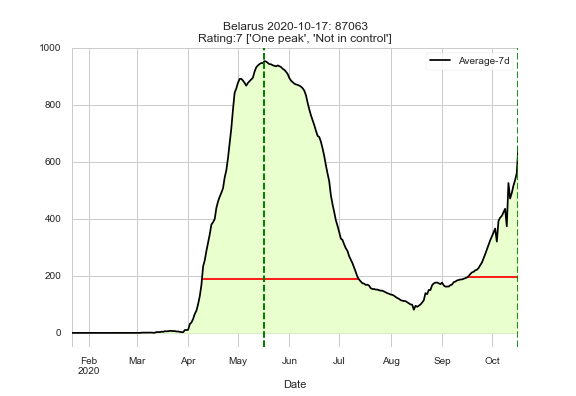 Belarus 2020-10-17: 87063
Rating:7 ['One peak', 'Not in control']
Average-7d
1000
800
600
400
200
0
Feb Mar Apr May Jun Jul Aug Sep Oct
2020
Date